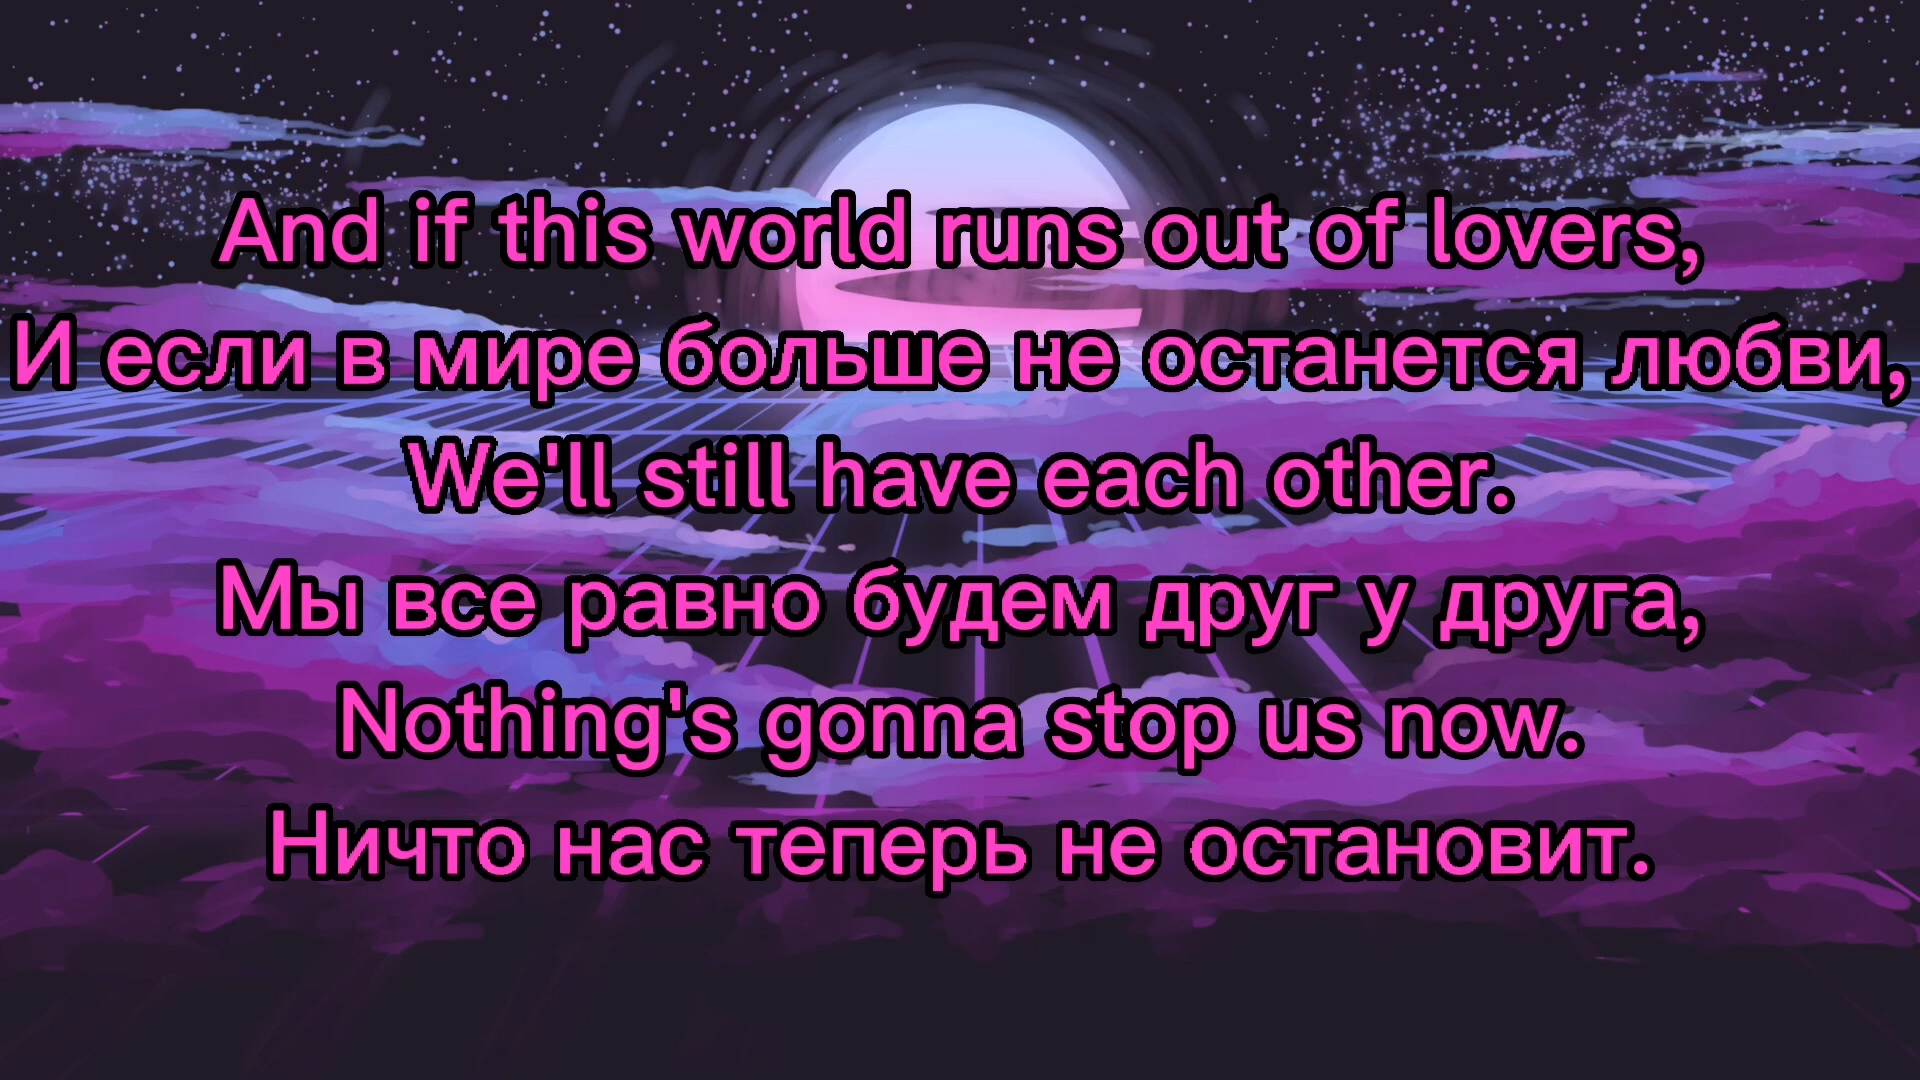 And if this world runs out of lovers,
И если в мире больше не останется любви,
We'll still have each other.
Мы все равно будем друг у друга,
Nothing's gonna stop us now.
Ничто нас теперь не остановит.